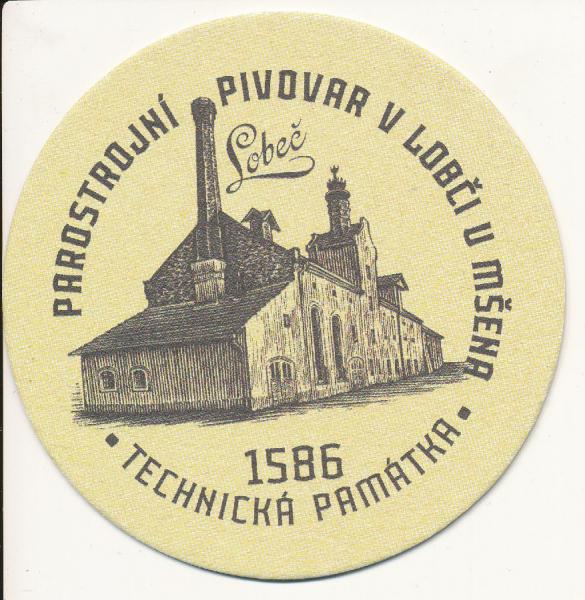 PAROSTROJNÍ PIVOVAR V LOBČI U MŠENA
Lobeč
1586
• TECHNICKÁ PAMÁTKA •